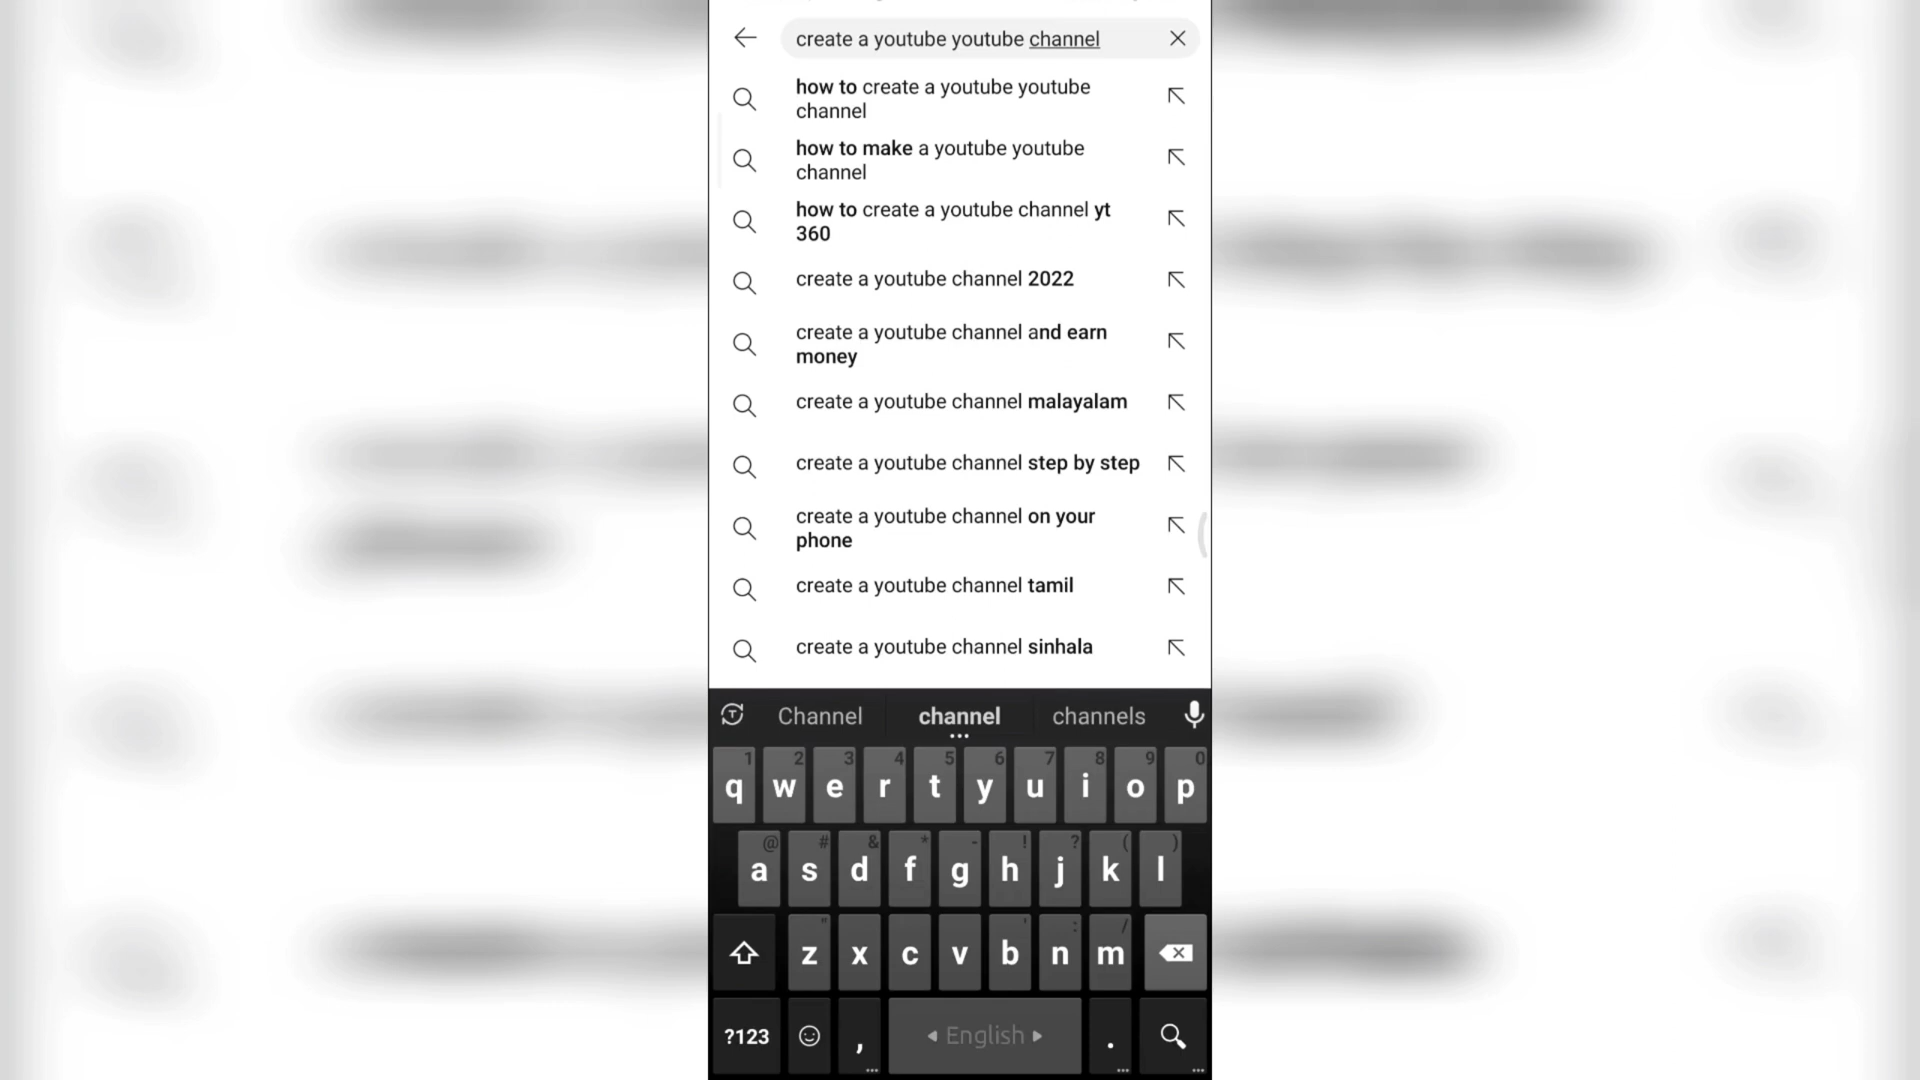 create a youtube youtube channel
how to create a youtube youtube
channel
how to make a youtube youtube
channel
how to create a youtube channel yt
360
create a youtube channel 2022
create a youtube channel and earn
money
create a youtube channel malayalam
create a youtube channel step by step
create a youtube channel on your
phone
create a youtube channel tamil
create a youtube channel sinhala
Channel channel channels
1 2 3 4 5 6 7 8 9 0
q w e r t y u i o p
@ # & * - ! ? ( )
a s d f g h j k l
" ' : /
z x c v b n m
?123 , English .